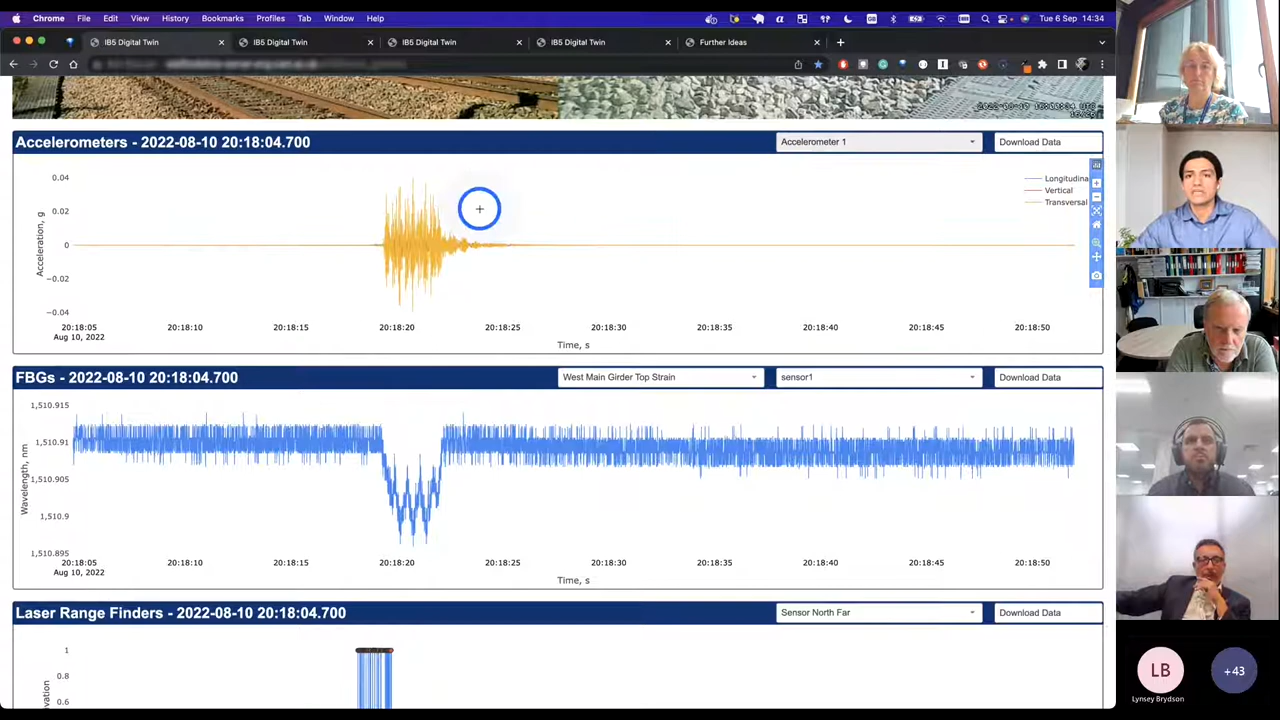 Chrome File Edit View History Bookmarks Profiles Tab Window Help Tue 6 Sep 14:34
IB5 Digital Twin IB5 Digital Twin IB5 Digital Twin IB5 Digital Twin Further Ideas
Accelerometers - 2022-08-10 20:18:04.700 Accelerometer 1 Download Data
0.04
0.02
0
−0.02
−0.04
Acceleration, g
Longitudina
Vertical
Transversal
20:18:05 20:18:10 20:18:15 20:18:20 20:18:25 20:18:30 20:18:35 20:18:40 20:18:45 20:18:50
Aug 10, 2022
Time, s
FBGs - 2022-08-10 20:18:04.700 West Main Girder Top Strain sensor1 Download Data
1,510.915
1,510.91
1,510.905
1,510.9
1,510.895
Wavelength, nm
20:18:05 20:18:10 20:18:15 20:18:20 20:18:25 20:18:30 20:18:35 20:18:40 20:18:45 20:18:50
Aug 10, 2022
Time, s
Laser Range Finders - 2022-08-10 20:18:04.700 Sensor North Far Download Data
1
0.8
0.6
vation
LB
Lynsey Brydson
+43